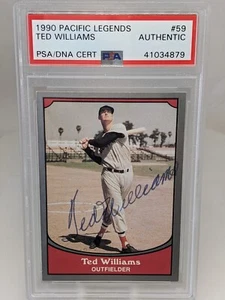 1990 PACIFIC LEGENDS #59
TED WILLIAMS AUTHENTIC
PSA/DNA CERT PSA 41034879
Ted Williams
Ted Williams
OUTFIELDER